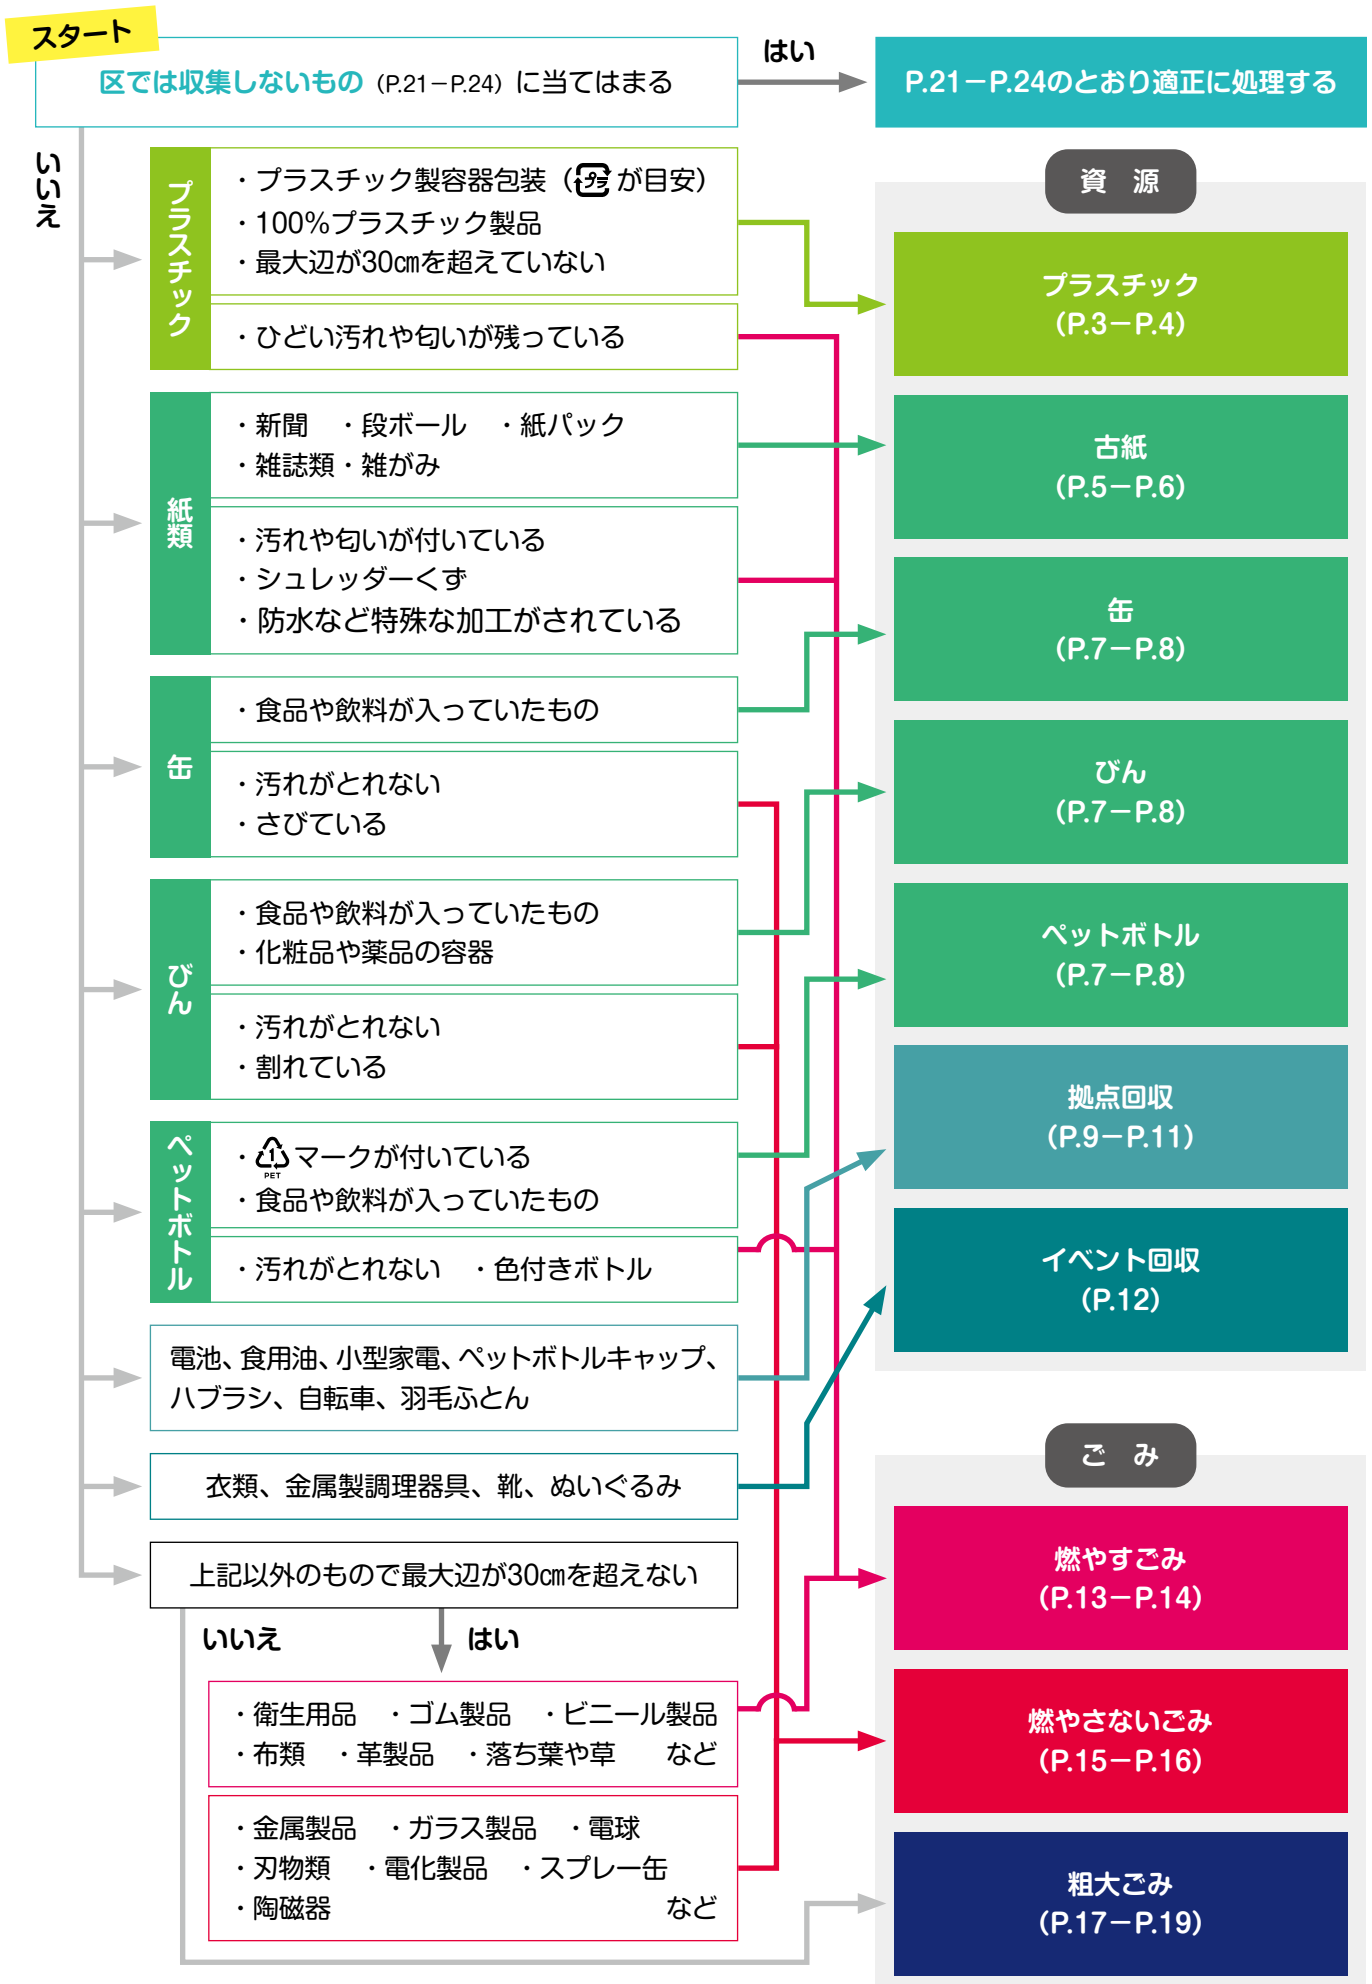 スタート
区では収集しないもの（P.21－P.24）に当てはまる
はい
P.21－P.24のとおり適正に処理する
いいえ
プラスチック
・プラスチック製容器包装（プラが目安）
・100％プラスチック製品
・最大辺が30㎝を超えていない
・ひどい汚れや匂いが残っている
紙類
・新聞　・段ボール　・紙パック
・雑誌類・雑がみ
・汚れや匂いが付いている
・シュレッダーくず
・防水など特殊な加工がされている
缶
・食品や飲料が入っていたもの
・汚れがとれない
・さびている
びん
・食品や飲料が入っていたもの
・化粧品や薬品の容器
・汚れがとれない
・割れている
ペットボトル
・1 PET マークが付いている
・食品や飲料が入っていたもの
・汚れがとれない　・色付きボトル
電池、食用油、小型家電、ペットボトルキャップ、
ハブラシ、自転車、羽毛ふとん
衣類、金属製調理器具、靴、ぬいぐるみ
上記以外のもので最大辺が30㎝を超えない
いいえ
はい
・衛生用品　・ゴム製品　・ビニール製品
・布類　・革製品　・落ち葉や草　など
・金属製品　・ガラス製品　・電球
・刃物類　・電化製品　・スプレー缶
・陶磁器　など
資　源
プラスチック
（P.3－P.4）
古紙
（P.5－P.6）
缶
（P.7－P.8）
びん
（P.7－P.8）
ペットボトル
（P.7－P.8）
拠点回収
（P.9－P.11）
イベント回収
（P.12）
ご　み
燃やすごみ
（P.13－P.14）
燃やさないごみ
（P.15－P.16）
粗大ごみ
（P.17－P.19）